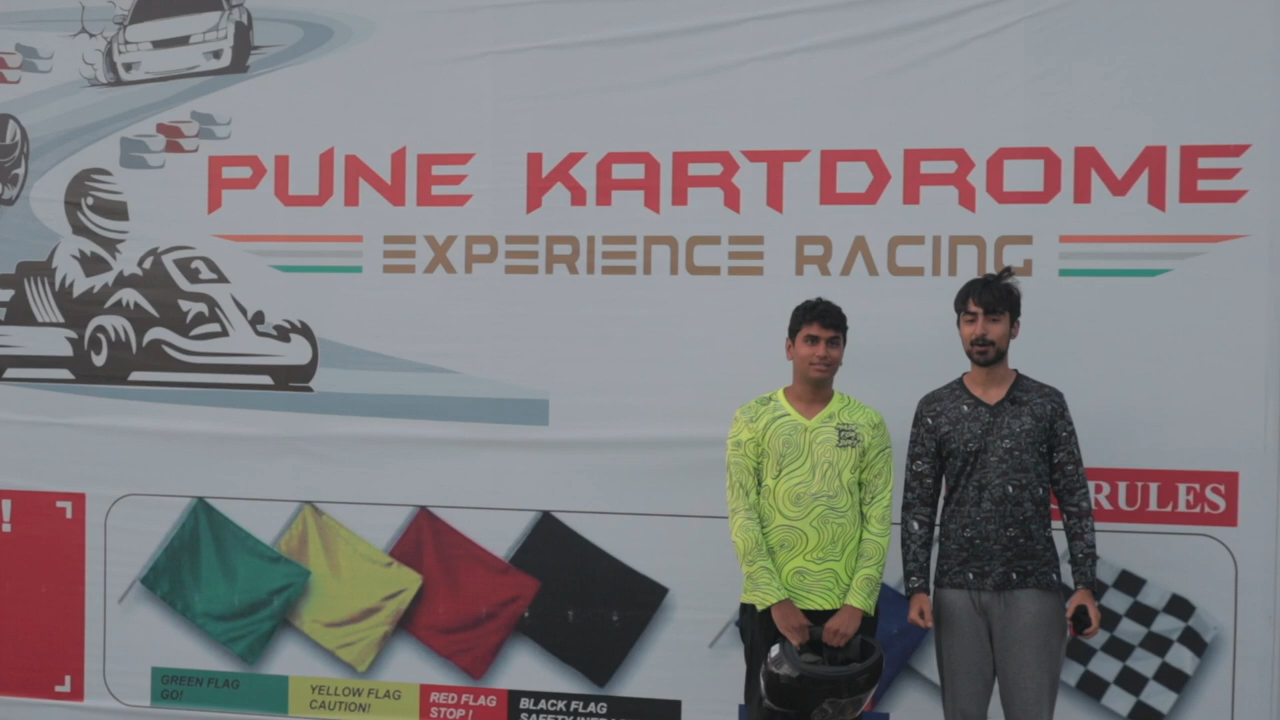 PUNE KARTDROME
EXPERIENCE RACING
!
RULES
GREEN FLAG
GO!
YELLOW FLAG
CAUTION!
RED FLAG
STOP !
BLACK FLAG